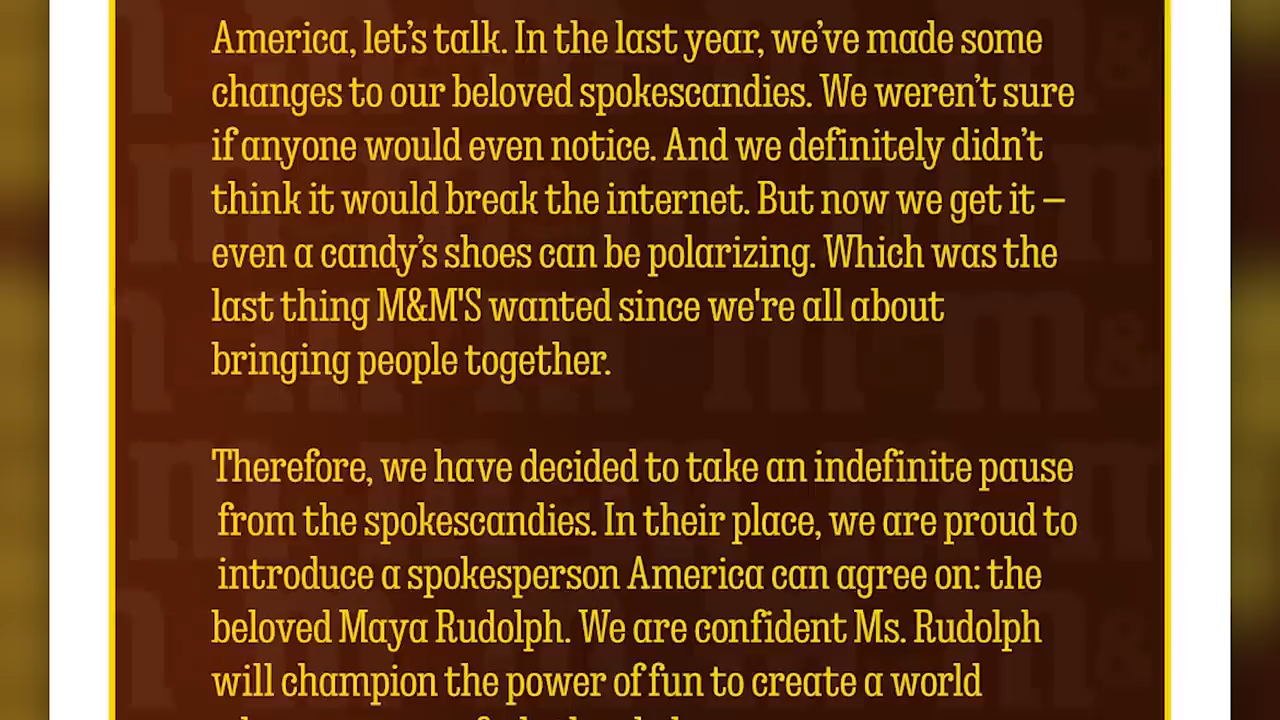 America, let’s talk. In the last year, we’ve made some
changes to our beloved spokescandies. We weren’t sure
if anyone would even notice. And we definitely didn’t
think it would break the internet. But now we get it –
even a candy’s shoes can be polarizing. Which was the
last thing M&M'S wanted since we're all about
bringing people together.
Therefore, we have decided to take an indefinite pause
from the spokescandies. In their place, we are proud to
introduce a spokesperson America can agree on: the
beloved Maya Rudolph. We are confident Ms. Rudolph
will champion the power of fun to create a world